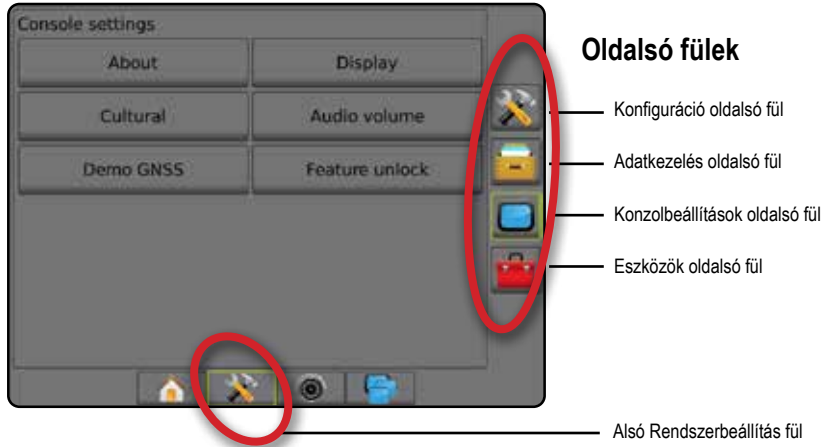 Console settings
About
Display
Cultural
Audio volume
Demo GNSS
Feature unlock
Oldalsó fülek
Konfiguráció oldalsó fül
Adatkezelés oldalsó fül
Konzolbeállítások oldalsó fül
Eszközök oldalsó fül
Alsó Rendszerbeállítás fül